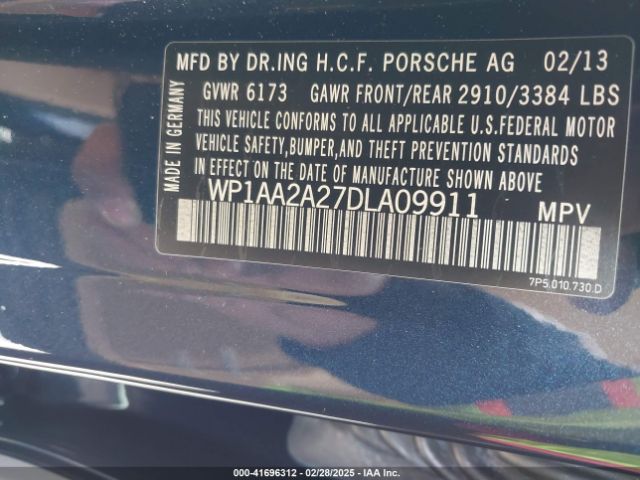 MFD BY DR.ING H.C.F. PORSCHE AG 02/13
GVWR 6173 GAWR FRONT/REAR 2910/3384 LBS
THIS VEHICLE CONFORMS TO ALL APPLICABLE U.S.FEDERAL MOTOR
VEHICLE SAFETY,BUMPER,AND THEFT PREVENTION STANDARDS
IN EFFECT ON THE DATE OF MANUFACTURE SHOWN ABOVE
MADE IN GERMANY
WP1AA2A27DLA09911 MPV
7P5.010.730.D
000-41696312 | 02/28/2025 | IAA Inc.